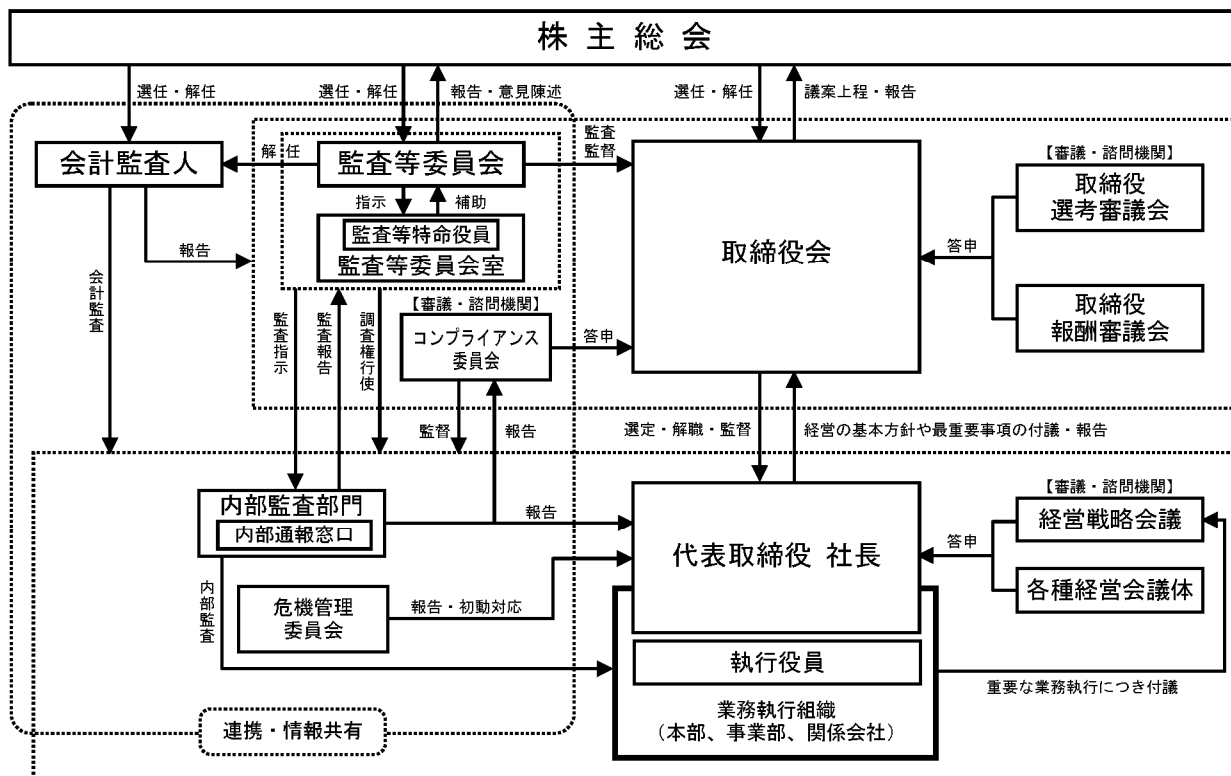 株主総会
選任・解任
選任・解任
報告・意見陳述
選任・解任
議案上程・報告
会計監査人
解任
監査等委員会
監査
監督
指示
補助
監査等特命役員
監査等委員会室
報告
会計監査
取締役会
【審議・諮問機関】
取締役
選考審議会
答申
取締役
報酬審議会
監査指示
監査報告
調査権行使
【審議・諮問機関】
コンプライアンス
委員会
答申
監督
報告
選定・解職・監督
経営の基本方針や最重要事項の付議・報告
内部監査部門
内部通報窓口
報告
代表取締役 社長
【審議・諮問機関】
経営戦略会議
答申
各種経営会議体
内部監査
危機管理
委員会
報告・初動対応
執行役員
重要な業務執行につき付議
業務執行組織
（本部、事業部、関係会社）
連携・情報共有